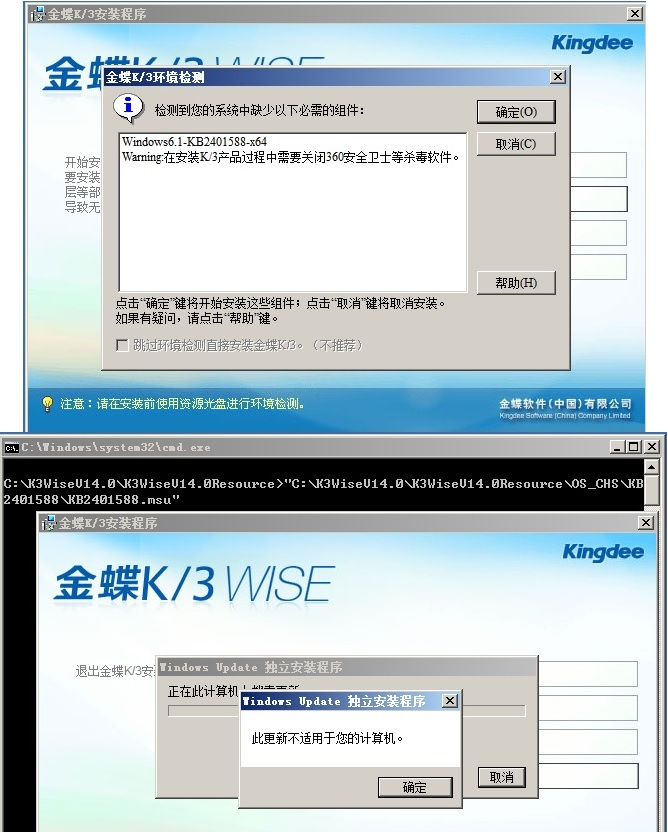 金蝶K/3安装程序
Kingdee
金蝶K/3 WISE
金蝶K/3环境检测
检测到您的系统中缺少以下必需的组件：
确定(O)
取消(C)
Windows6.1-KB2401588-x64
Warning:在安装K/3产品过程中需要关闭360安全卫士等杀毒软件。
开始安
要安装
层等部
导致无
帮助(H)
点击“确定”键将开始安装这些组件；点击“取消”键将取消安装。
如果有疑问，请点击“帮助”键。
跳过环境检测直接安装金蝶K/3。（不推荐）
注意：请在安装前使用资源光盘进行环境检测。
金蝶软件(中国)有限公司
Kingdee Software (China) Company Limited
C:\Windows\system32\cmd.exe
C:\K3WiseV14.0\K3WiseV14.0Resource>"C:\K3WiseV14.0\K3WiseV14.0Resource\OS_CHS\KB
2401588\KB2401588.msu"
金蝶K/3安装程序
Kingdee
金蝶K/3 WISE
退出金蝶K/3安
Windows Update 独立安装程序
正在此计算机上搜索更新
Windows Update 独立安装程序
此更新不适用于您的计算机。
确定
取消